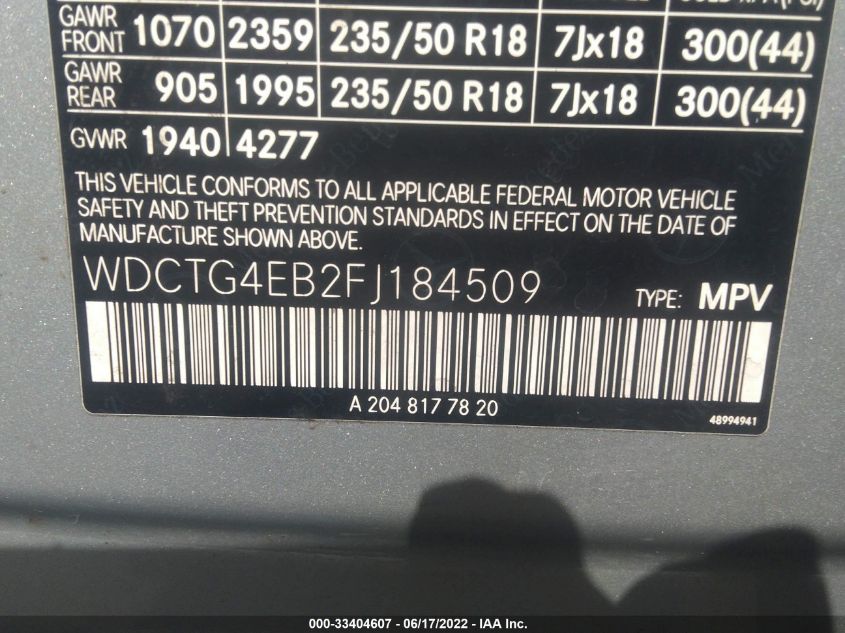 GAWR FRONT 1070 2359 235/50 R18 7Jx18 300(44)
GAWR REAR 905 1995 235/50 R18 7Jx18 300(44)
GVWR 1940 4277
THIS VEHICLE CONFORMS TO ALL APPLICABLE FEDERAL MOTOR VEHICLE
SAFETY AND THEFT PREVENTION STANDARDS IN EFFECT ON THE DATE OF
MANUFACTURE SHOWN ABOVE.
WDCTG4EB2FJ184509 TYPE: MPV
A 204 817 78 20
48994941
000-33404607 - 06/17/2022 - IAA Inc.